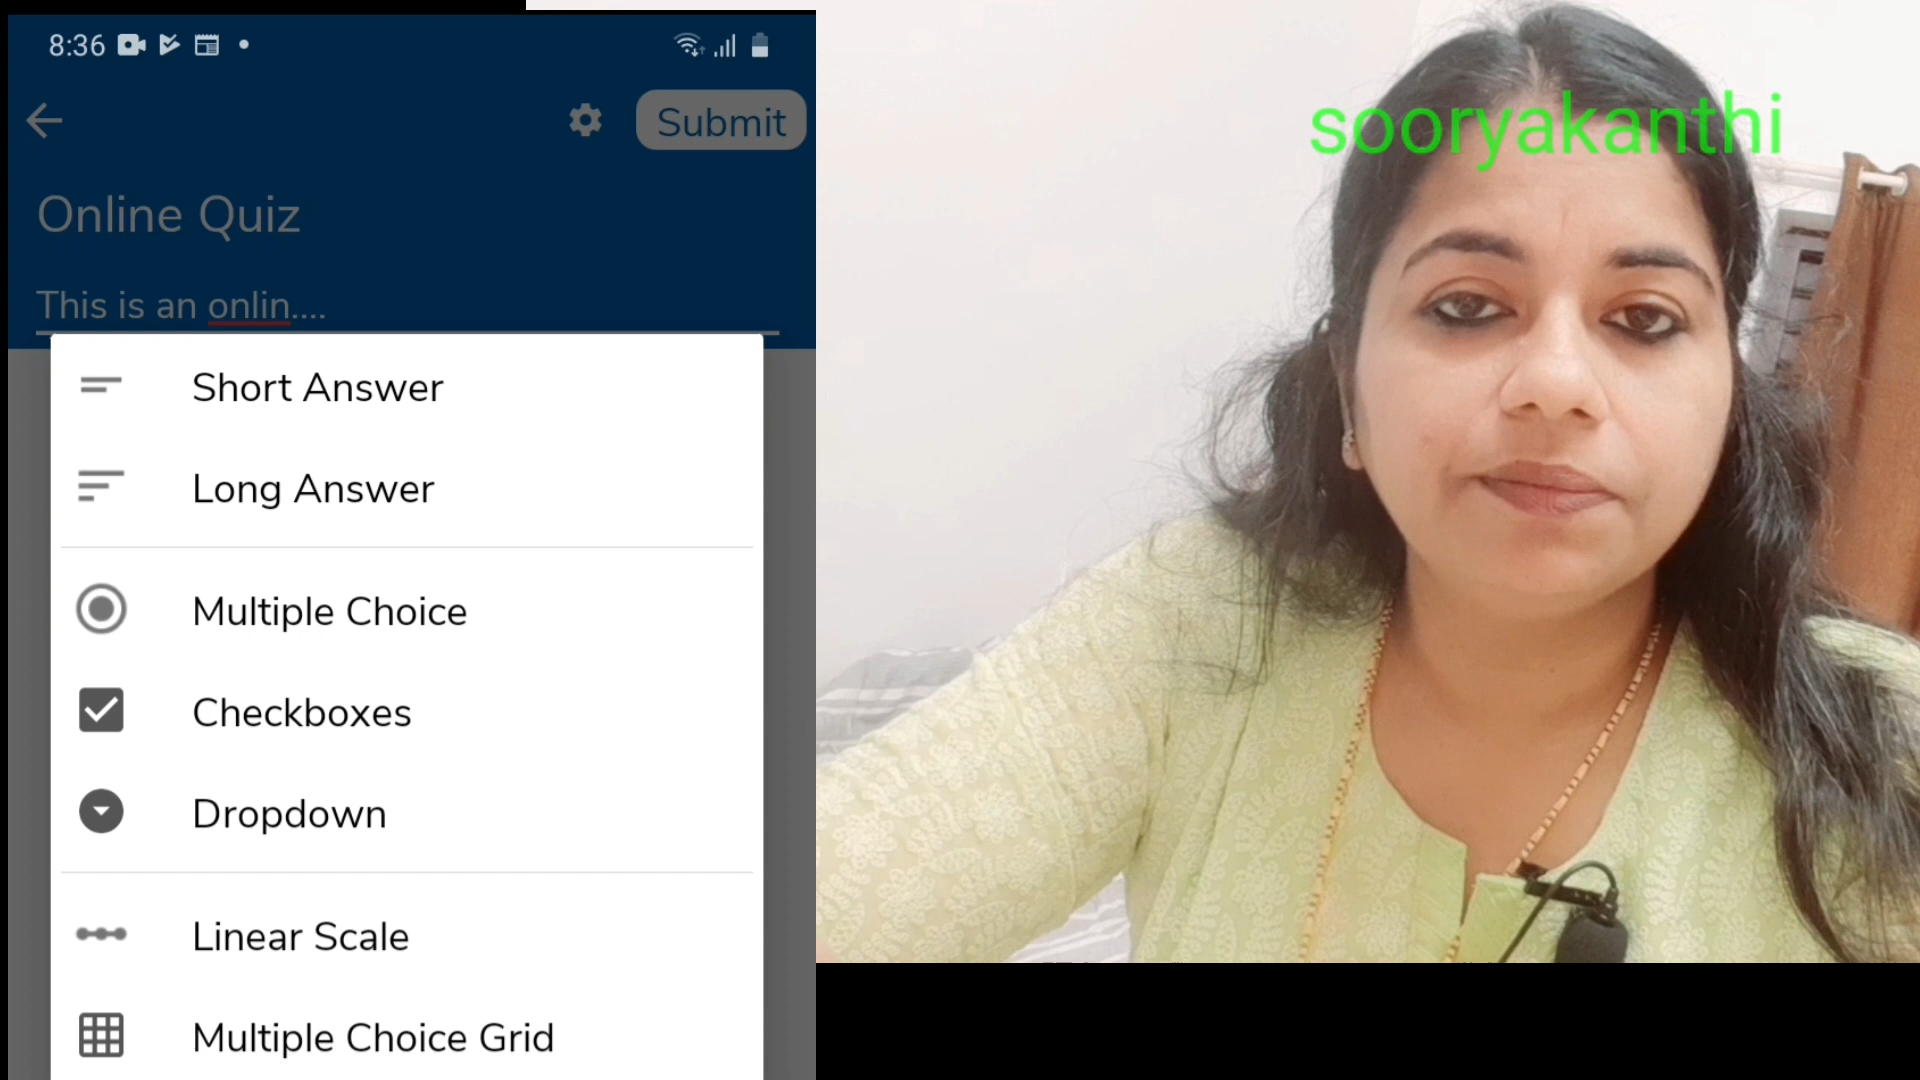 8:36
Submit
Online Quiz
This is an onlin....
Short Answer
Long Answer
Multiple Choice
Checkboxes
Dropdown
Linear Scale
Multiple Choice Grid
sooryakanthi